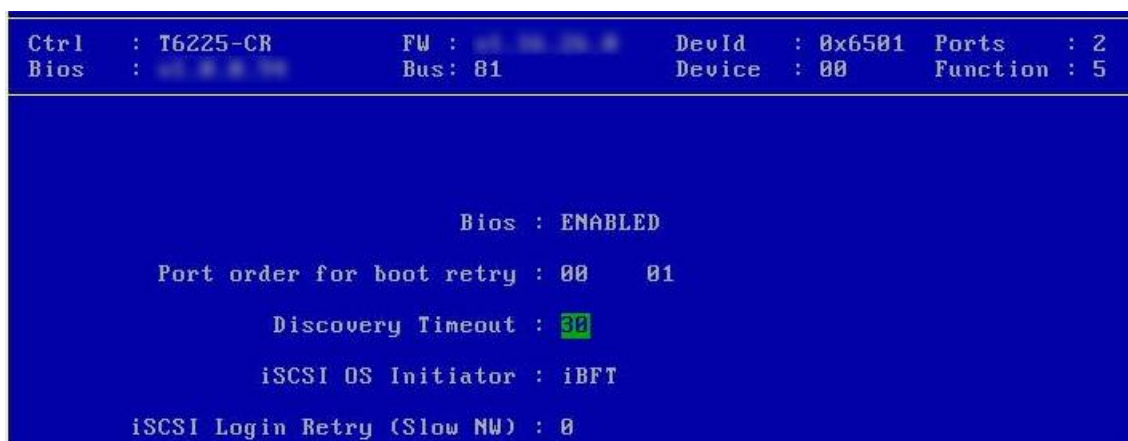 Ctrl : T6225-CR FW : DevId : 0x6501 Ports : 2
Bios : Bus: 81 Device : 00 Function : 5
Bios : ENABLED
Port order for boot retry : 00 01
Discovery Timeout : 30
iSCSI OS Initiator : iBFT
iSCSI Login Retry (Slow NW) : 0